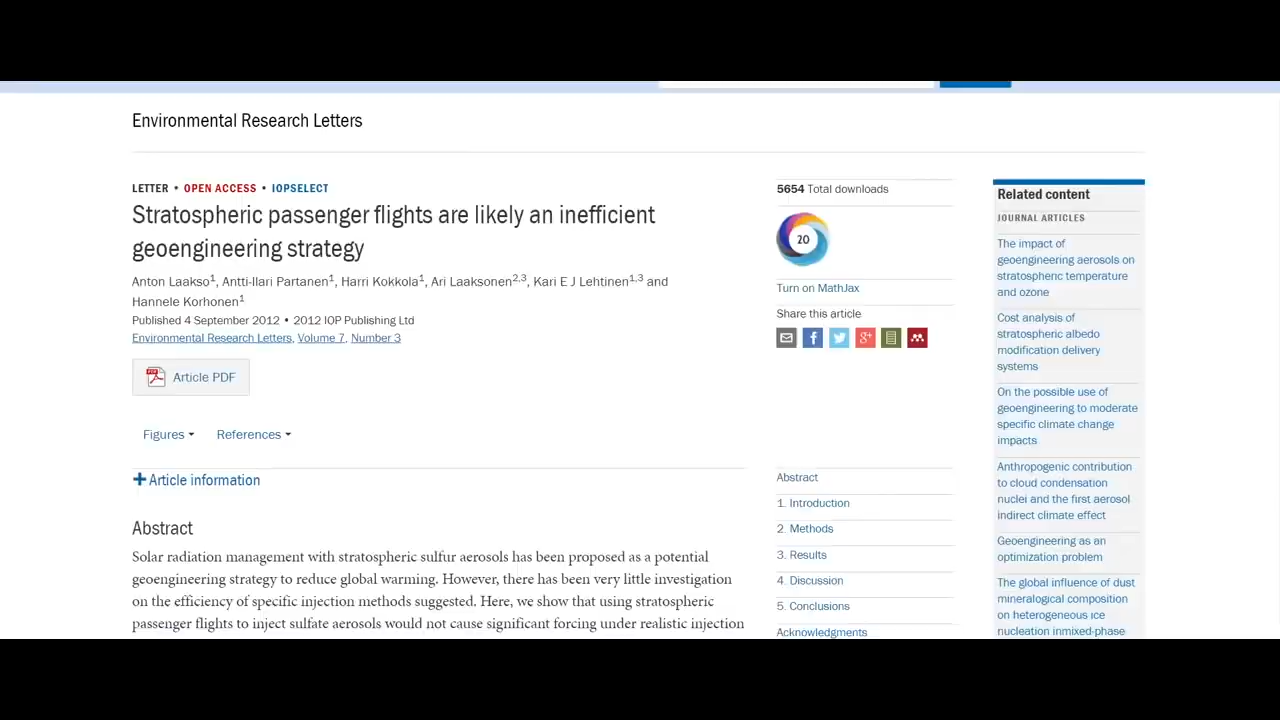 Environmental Research Letters
LETTER • OPEN ACCESS • IOPSELECT
Stratospheric passenger flights are likely an inefficient
geoengineering strategy
Anton Laakso1, Antti-Ilari Partanen1, Harri Kokkola1, Ari Laaksonen2,3, Kari E J Lehtinen1,3 and
Hannele Korhonen1
Published 4 September 2012 • 2012 IOP Publishing Ltd
Environmental Research Letters, Volume 7, Number 3
Article PDF
Figures
References
Article information
Abstract
Solar radiation management with stratospheric sulfur aerosols has been proposed as a potential
geoengineering strategy to reduce global warming. However, there has been very little investigation
on the efficiency of specific injection methods suggested. Here, we show that using stratospheric
passenger flights to inject sulfate aerosols would not cause significant forcing under realistic injection
5654 Total downloads
20
Turn on MathJax
Share this article
Abstract
1. Introduction
2. Methods
3. Results
4. Discussion
5. Conclusions
Acknowledgments
Related content
JOURNAL ARTICLES
The impact of
geoengineering aerosols on
stratospheric temperature
and ozone
Cost analysis of
stratospheric albedo
modification delivery
systems
On the possible use of
geoengineering to moderate
specific climate change
impacts
Anthropogenic contribution
to cloud condensation
nuclei and the first aerosol
indirect climate effect
Geoengineering as an
optimization problem
The global influence of dust
mineralogical composition
on heterogeneous ice
nucleation inmixed-phase